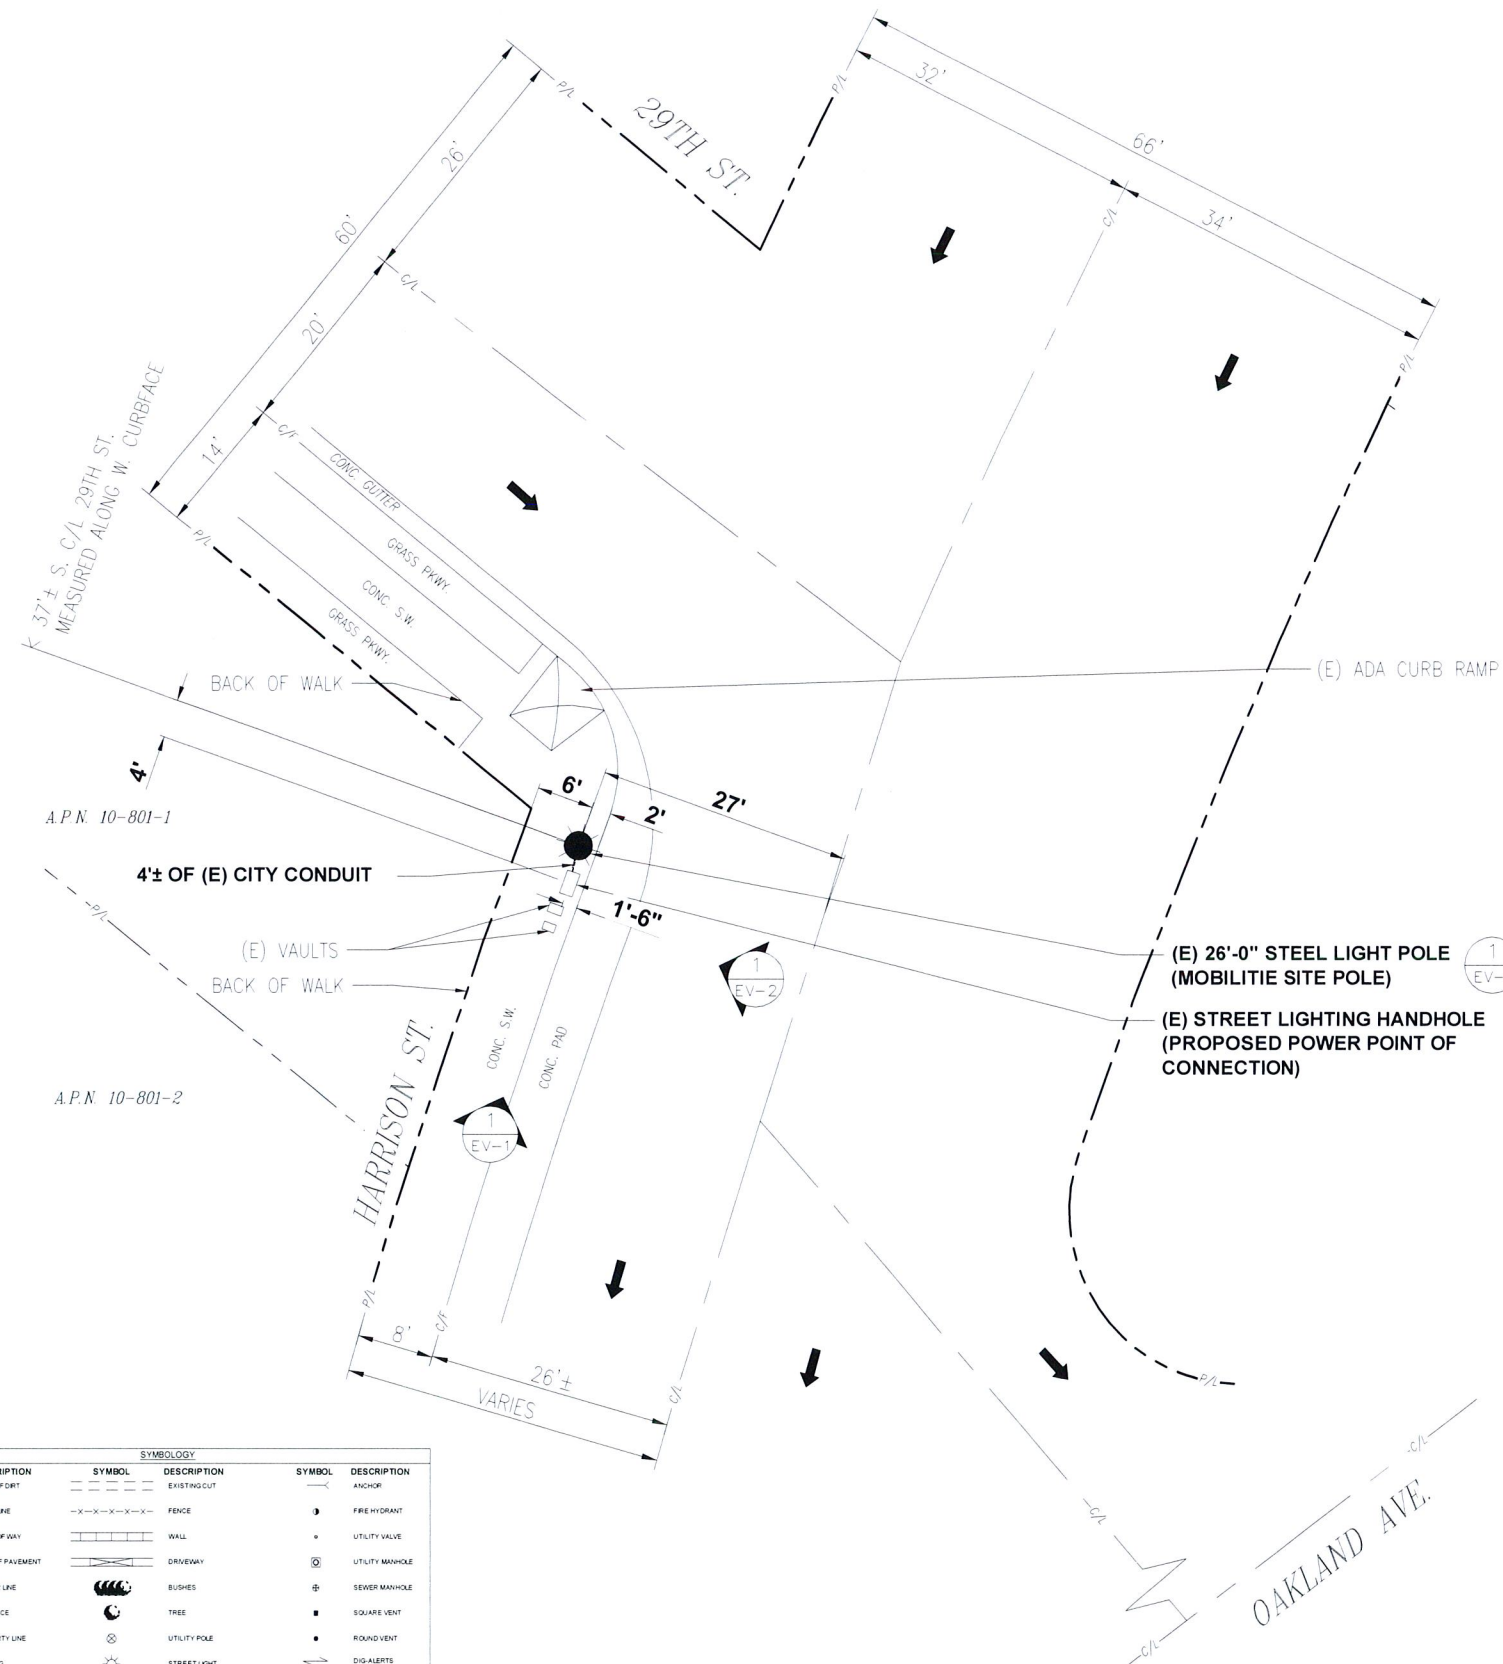 32'
66'
34'
P/L
P/L
29TH ST.
26'
60'
20'
14'
C/L
C/L
C/F
P/L
P/L
37'± S. C/L 29TH ST.
MEASURED ALONG W. CURBFACE
CONC. GUTTER
GRASS PKWY.
CONC. S.W.
GRASS PKWY.
BACK OF WALK
(E) ADA CURB RAMP
4'
6'
2'
27'
A.P.N. 10-801-1
4'± OF (E) CITY CONDUIT
P/L
1'-6"
(E) VAULTS
BACK OF WALK
1
EV-2
(E) 26'-0" STEEL LIGHT POLE
(MOBILITIE SITE POLE)
1
EV-
(E) STREET LIGHTING HANDHOLE
(PROPOSED POWER POINT OF
CONNECTION)
CONC. S.W.
CONC. PAD
HARRISON ST.
A.P.N. 10-801-2
1
EV-1
P/L
C/F
8'
26'±
VARIES
C/L
P/L
C/L
C/L
C/L
OAKLAND AVE.
SYMBOLOGY
SYMBOL DESCRIPTION SYMBOL DESCRIPTION
EXISTING CUT ANCHOR
FENCE FIRE HYDRANT
WALL UTILITY VALVE
PAVEMENT DRIVEWAY UTILITY MANHOLE
LINE BUSHES SEWER MANHOLE
TREE SQUARE VENT
LINE UTILITY POLE ROUND VENT
STREET LIGHT DIG-ALERTS